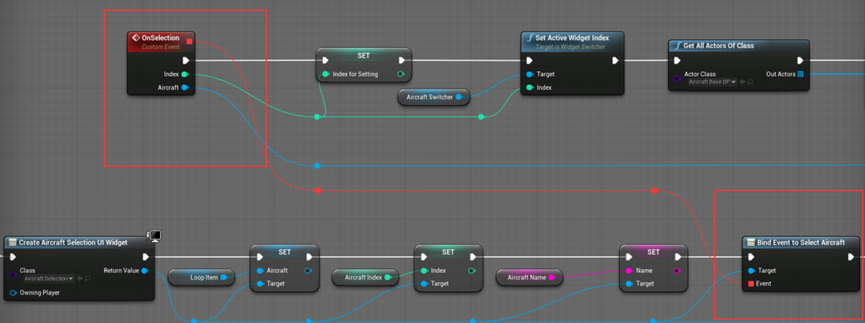 OnSelection
Custom Event
Index
Aircraft
SET
Index for Setting
Aircraft Switcher
Set Active Widget Index
Target is Widget Switcher
Target
Index
Get All Actors Of Class
Actor Class
Aircraft Base BP
Out Actors
Create Aircraft Selection UI Widget
Class
Aircraft Selection
Return Value
Owning Player
Loop Item
SET
Aircraft
Target
Aircraft Index
SET
Index
Target
Aircraft Name
SET
Name
Target
Bind Event to Select Aircraft
Target
Event